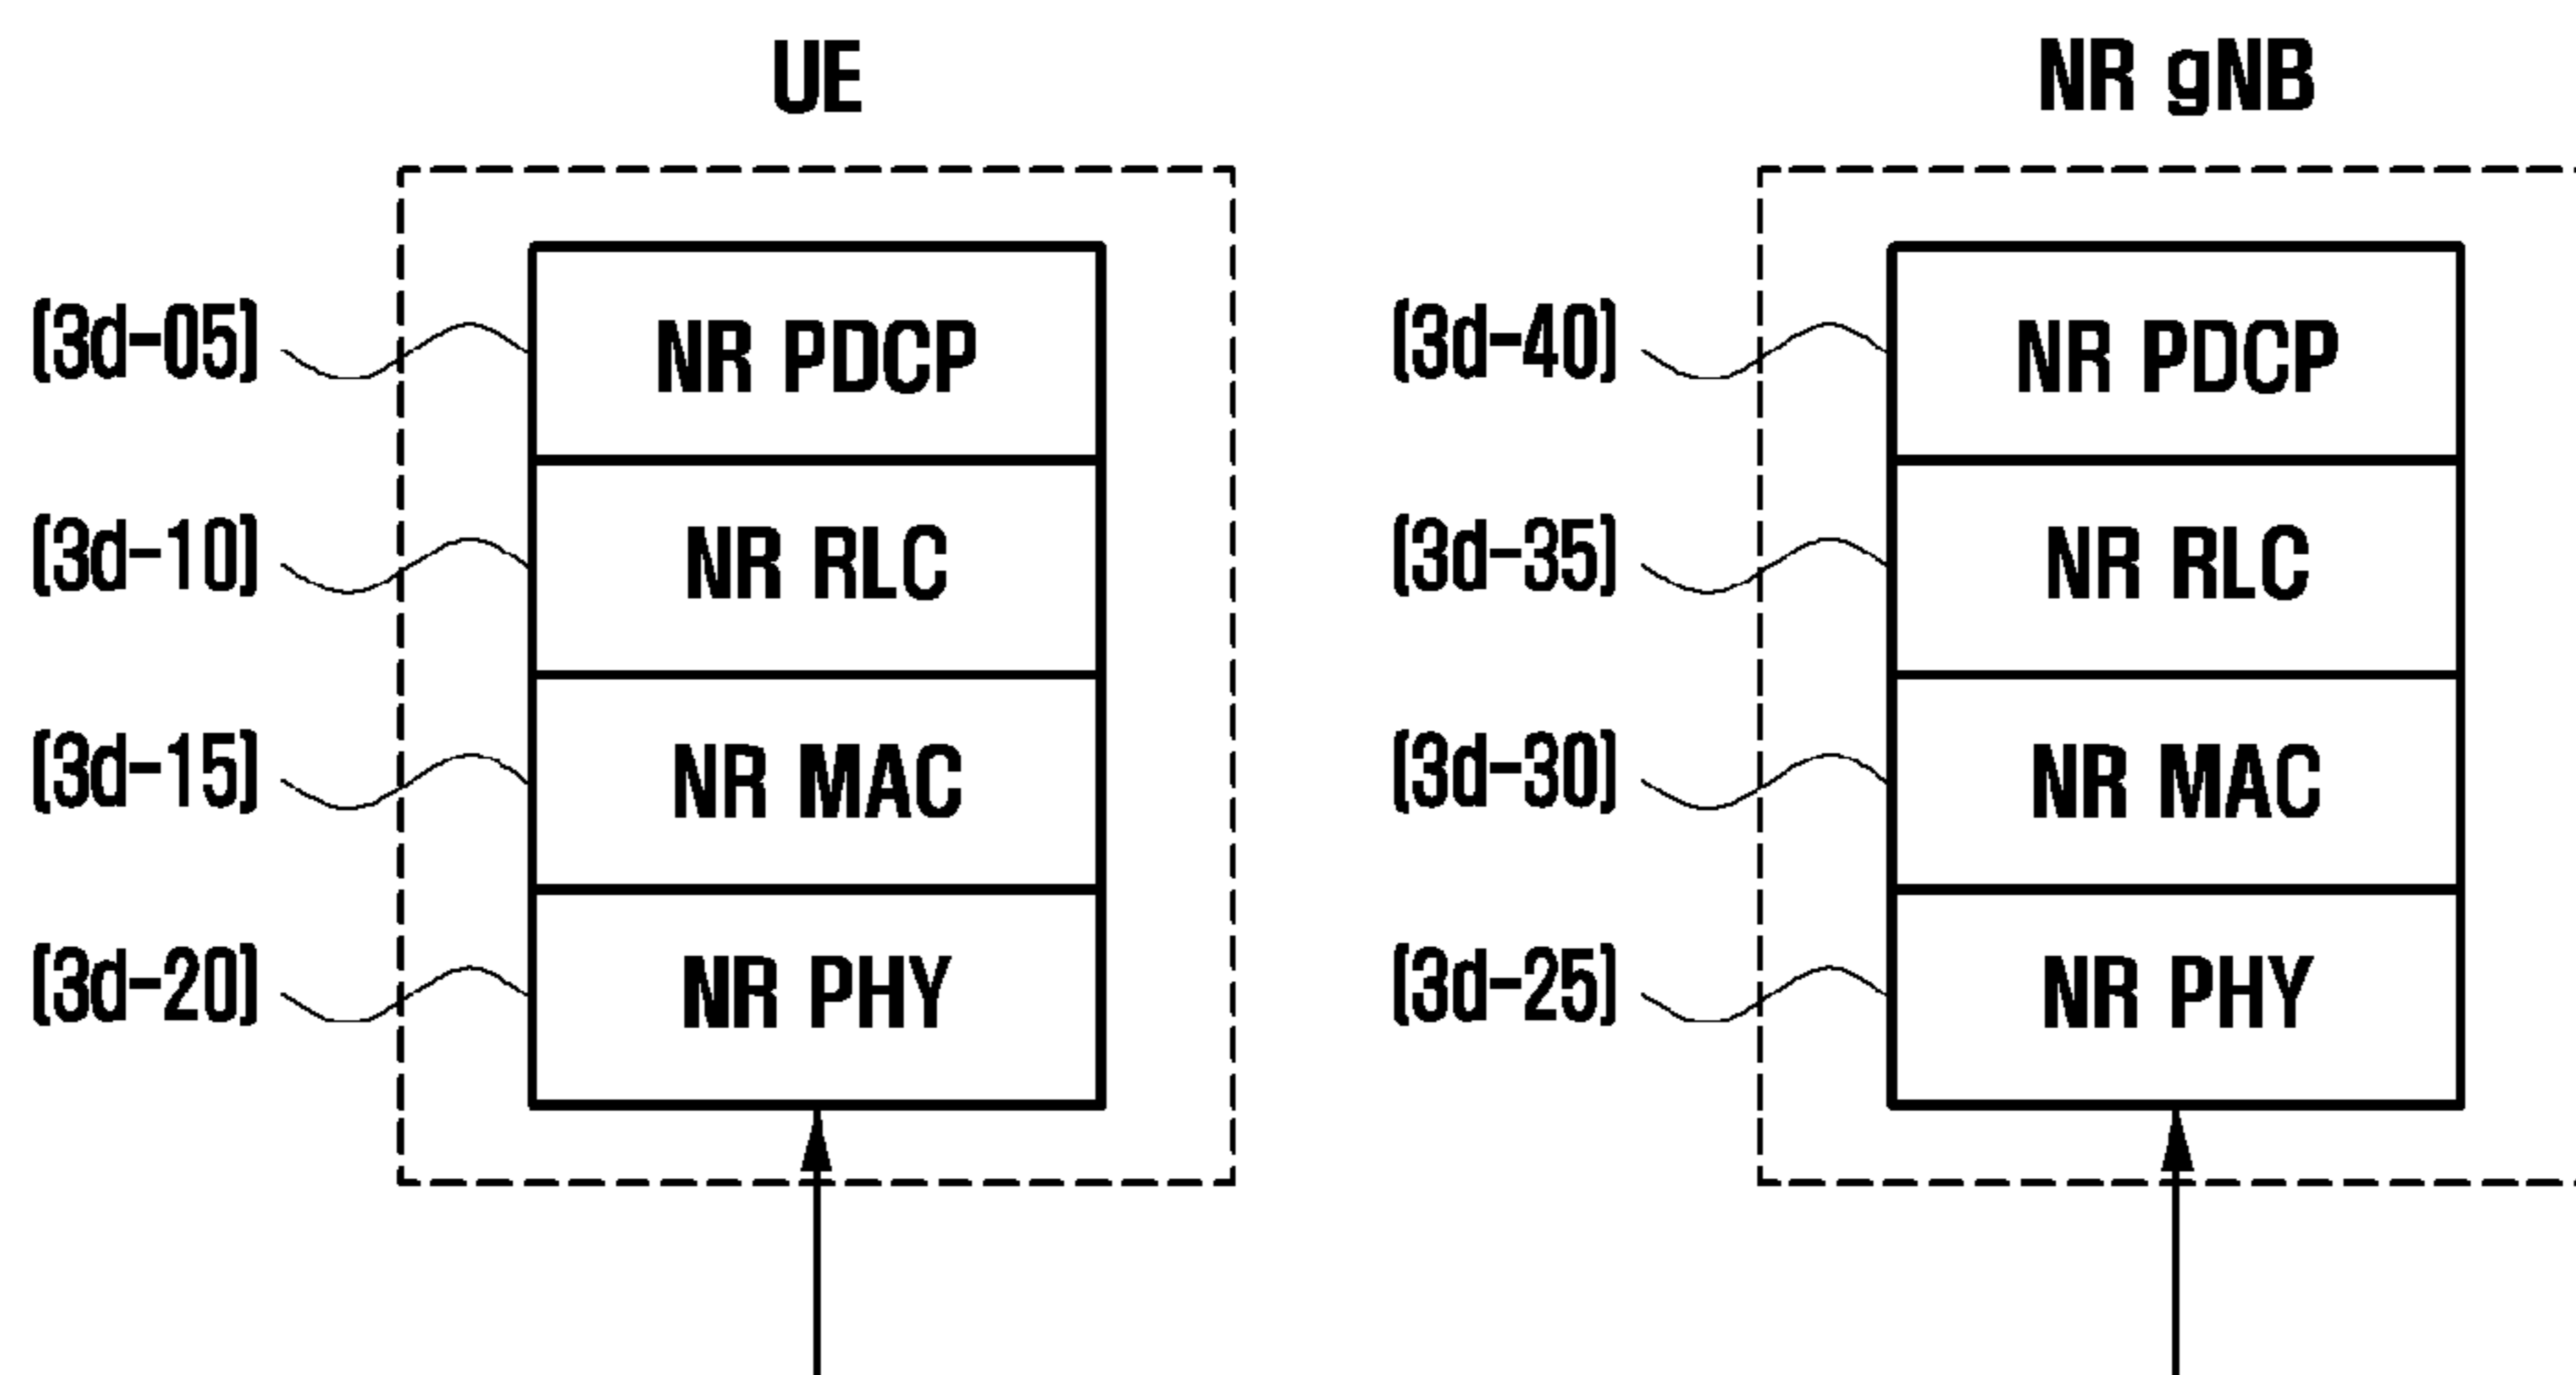 UE
NR gNB
(3d-05)
NR PDCP
(3d-40)
NR PDCP
(3d-10)
NR RLC
(3d-35)
NR RLC
(3d-15)
NR MAC
(3d-30)
NR MAC
(3d-20)
NR PHY
(3d-25)
NR PHY